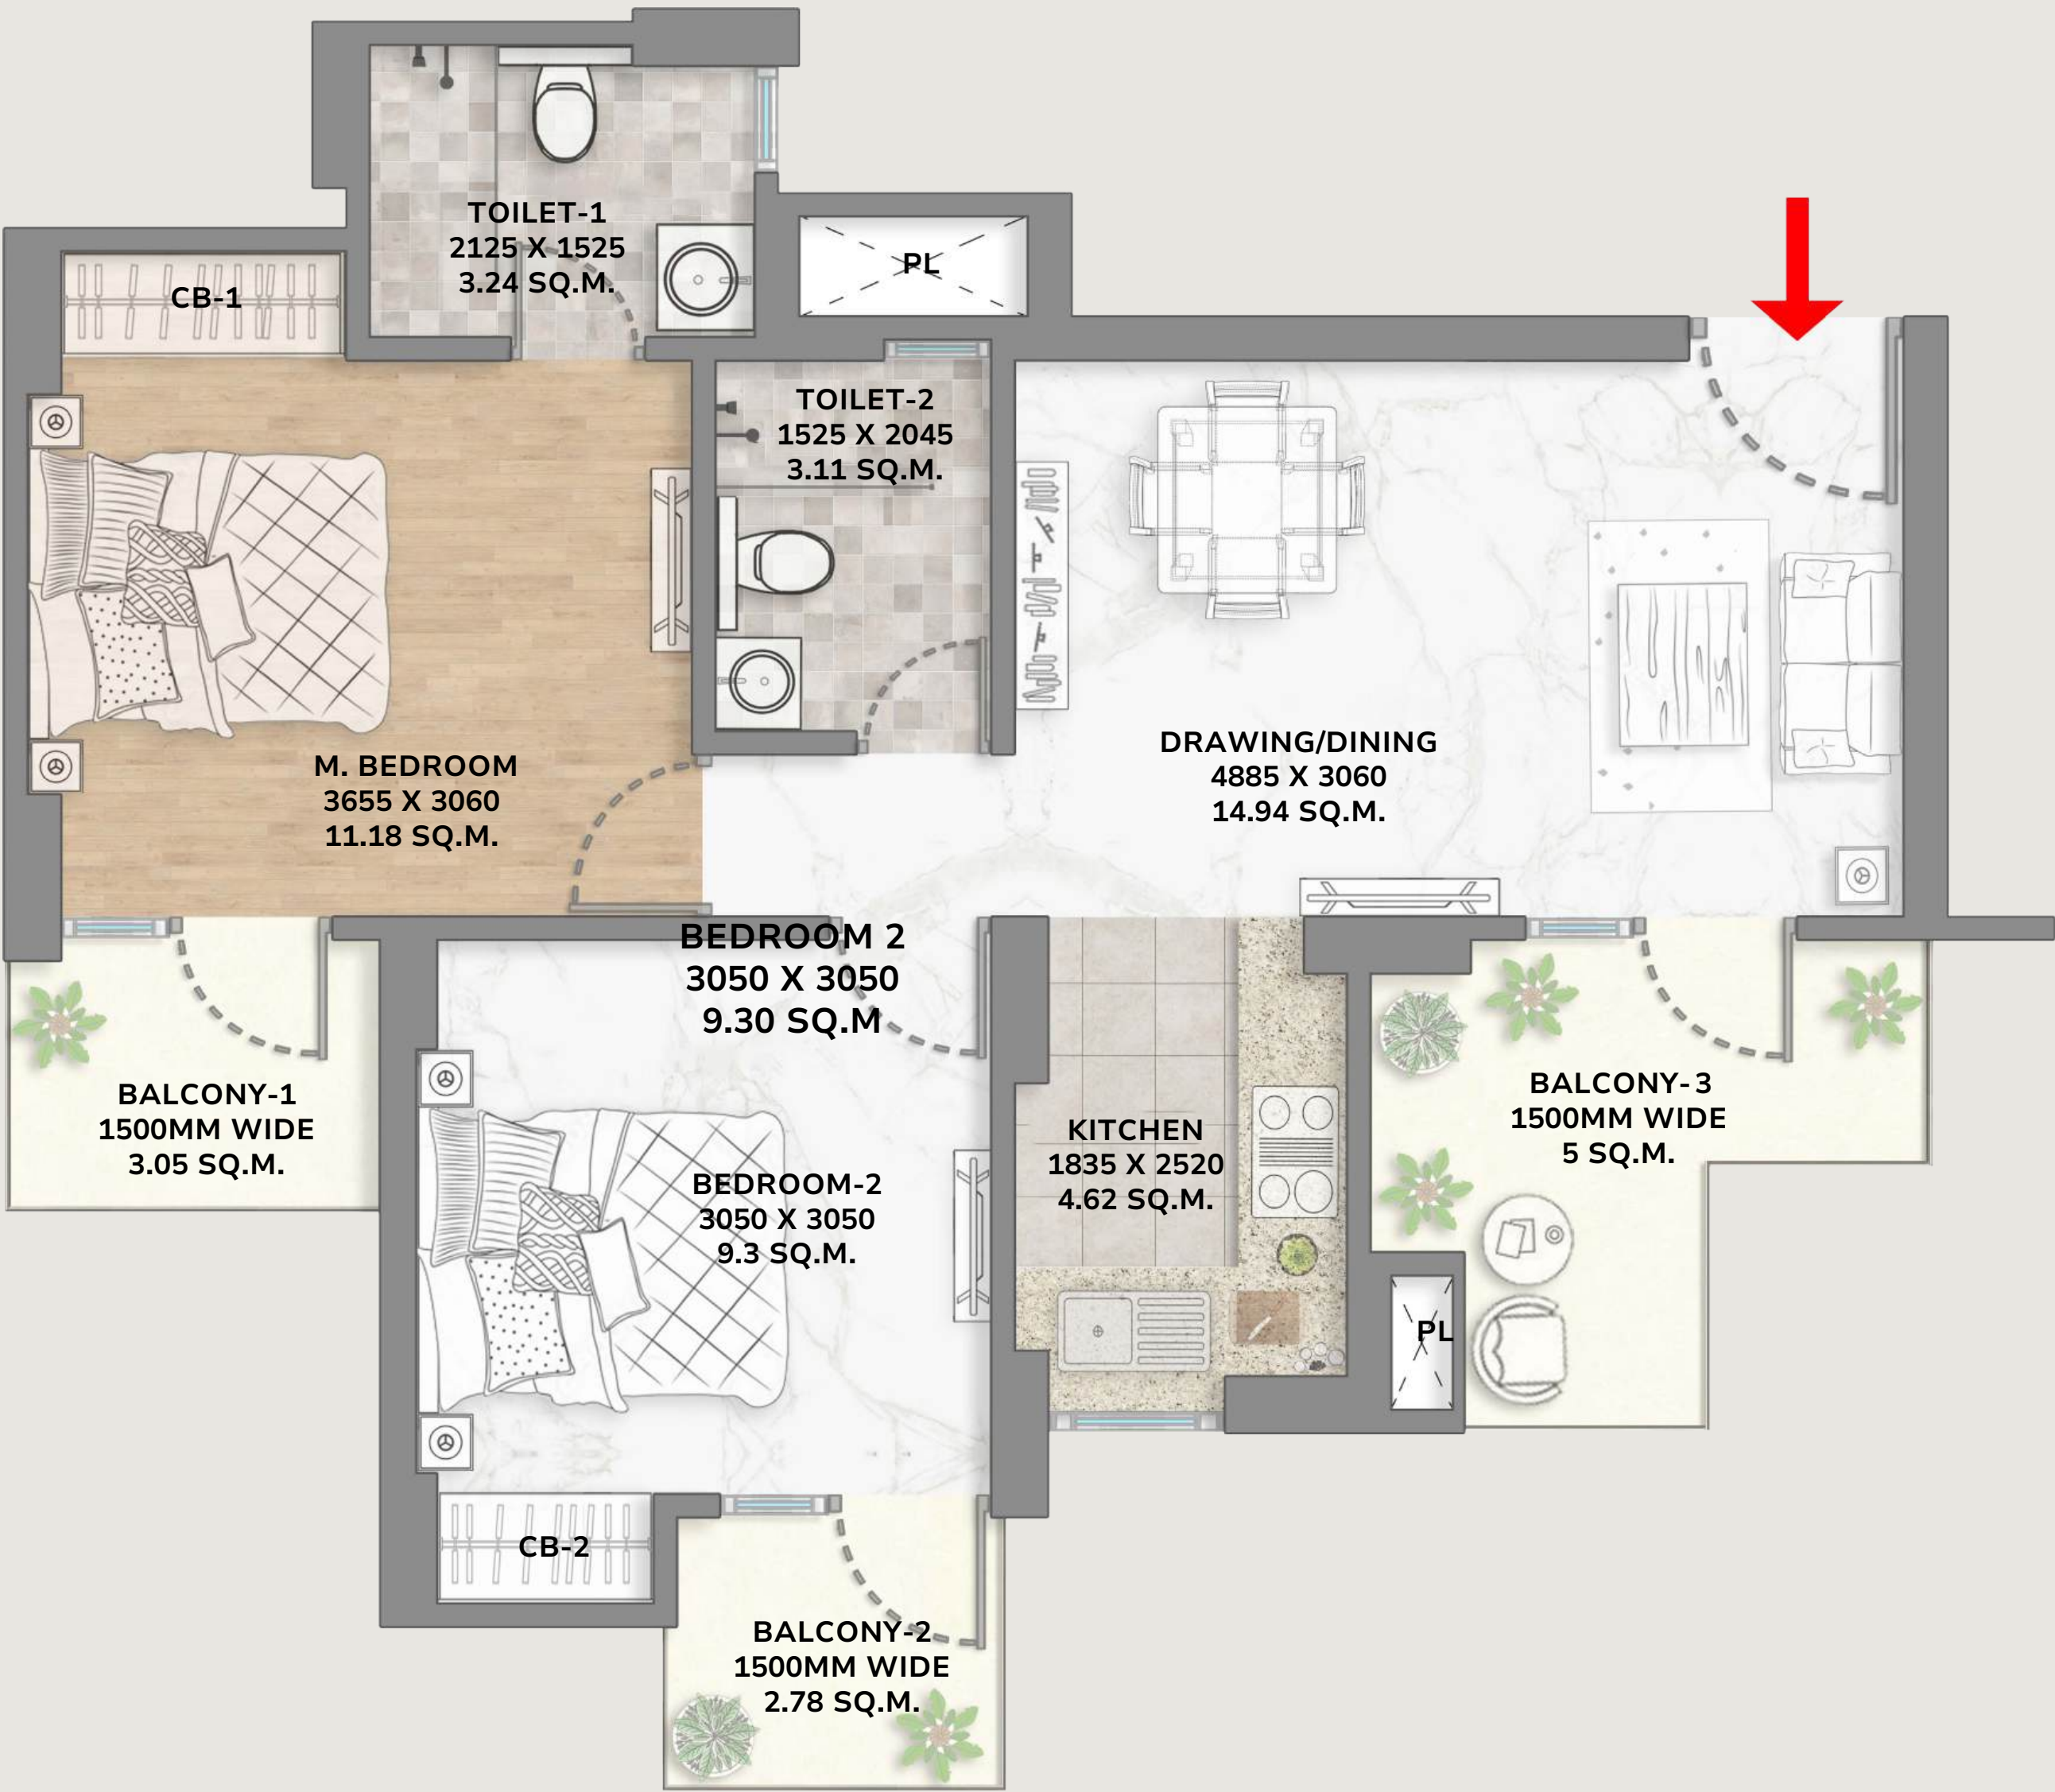 TOILET-1
2125 X 1525
3.24 SQ.M.
PL
CB-1
TOILET-2
1525 X 2045
3.11 SQ.M.
M. BEDROOM
3655 X 3060
11.18 SQ.M.
DRAWING/DINING
4885 X 3060
14.94 SQ.M.
BEDROOM 2
3050 X 3050
9.30 SQ.M
BALCONY-1
1500MM WIDE
3.05 SQ.M.
BEDROOM-2
3050 X 3050
9.3 SQ.M.
KITCHEN
1835 X 2520
4.62 SQ.M.
BALCONY-3
1500MM WIDE
5 SQ.M.
PL
CB-2
BALCONY-2
1500MM WIDE
2.78 SQ.M.